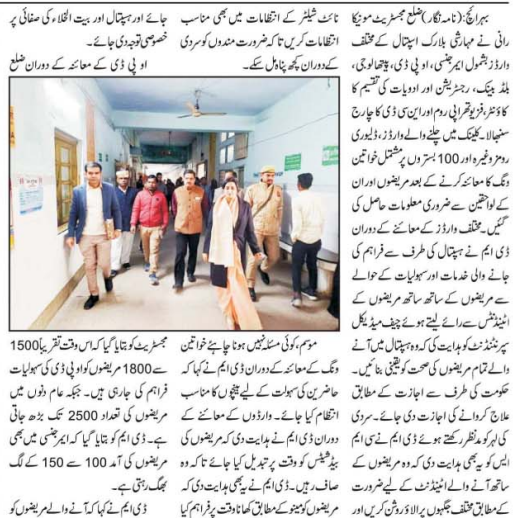 بہرائچ:(نامہ نگار)ضلع مجسٹریٹ مونیکا
رانی نے مہارشی بالارک اسپتال کے مختلف
وارڈز بشمول ایمرجنسی، او پی ڈی، پیتھالوجی،
بلڈ بینک، رجسٹریشن اور ادویات کی تقسیم کا
کاؤنٹر، فزیوتھراپی روم اور این سی ڈی کا چارج
سنبھالا۔ کلینک میں چلنے والے وارڈز، ڈلیوری
رومز وغیرہ اور 100 بستروں پر مشتمل خواتین
ونگ کا معائنہ کرنے کے بعد مریضوں اور ان
کے لواحقین سے ضروری معلومات حاصل کی
گئیں۔ مختلف وارڈز کے معائنے کے دوران
ڈی ایم نے ہسپتال کی طرف سے فراہم کی
جانے والی خدمات اور سہولیات کے حوالے
سے مریضوں کے ساتھ ساتھ مریضوں کے
اٹینڈنٹس سے رائے لیتے ہوئے چیف میڈیکل
سپرنٹنڈنٹ کو ہدایت کی کہ وہ ہسپتال میں آنے
والے تمام مریضوں کی صحت کو یقینی بنائیں۔
حکومت کی طرف سے اجازت کے مطابق
علاج کروانے کی اجازت دی جائے۔ سردی
کی لہر کو مدنظر رکھتے ہوئے ڈی ایم نے سی ایم
ایس کو یہ بھی ہدایت دی کہ وہ مریضوں کے
ساتھ آنے والے اٹینڈنٹ کے لیے ضرورت
کے مطابق مختلف جگہوں پر الاؤ روشن کریں اور
نائٹ شیلٹر کے انتظامات میں بھی مناسب
انتظامات کریں تاکہ ضرورت مندوں کو سردی
کے دوران کچھ پناہ مل سکے۔
موسم، کوئی مسئلہ نہیں ہونا چاہئے خواتین
ونگ کے معائنہ کے دوران ڈی ایم نے کہا کہ
حاضرین کی سہولت کے لیے بینچوں کا مناسب
انتظام کیا جائے۔ وارڈوں کے معائنے کے
دوران ڈی ایم نے ہدایت دی کہ مریضوں کی
بیڈشیٹس کو وقت پر تبدیل کیا جائے تاکہ وہ
صاف رہیں۔ ڈی ایم نے یہ بھی ہدایت دی کہ
مریضوں کو مینو کے مطابق کھانا وقت پر فراہم کیا
جائے اور ہسپتال اور بیت الخلاء کی صفائی پر
خصوصی توجہ دی جائے۔
او پی ڈی کے معائنہ کے دوران ضلع
مجسٹریٹ کو بتایا گیا کہ اس وقت تقریباً 1500
سے 1800 مریضوں کو او پی ڈی کی سہولیات
فراہم کی جارہی ہیں۔ جبکہ عام دنوں میں
مریضوں کی تعداد 2500 تک بڑھ جاتی
ہے۔ ڈی ایم کو بتایا گیا کہ ایمرجنسی میں بھی
مریضوں کی آمد 100 سے 150 کے لگ
بھگ رہتی ہے۔
ڈی ایم نے کہا کہ آنے والے مریضوں کو